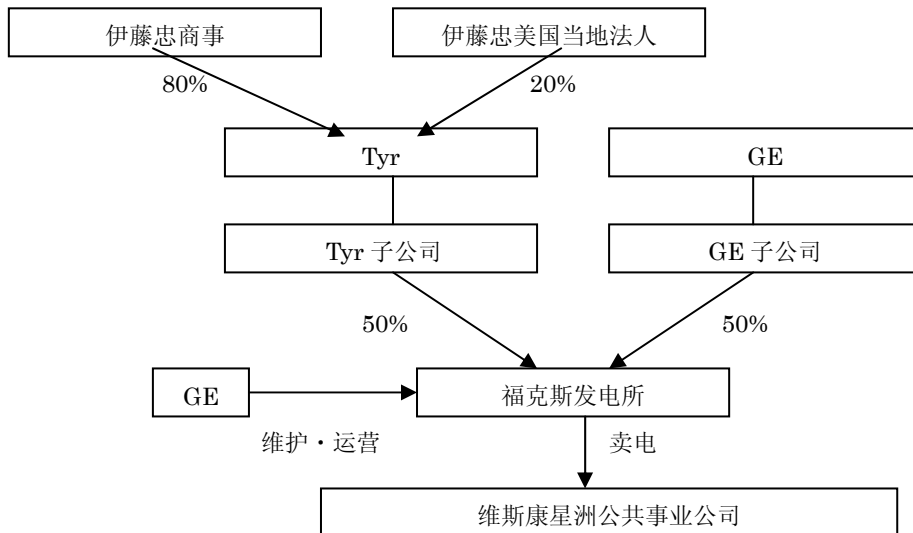 伊藤忠商事
伊藤忠美国当地法人
80%
20%
Tyr
GE
Tyr 子公司
GE 子公司
50%
50%
GE
福克斯发电所
维护・运营
卖电
维斯康星洲公共事业公司